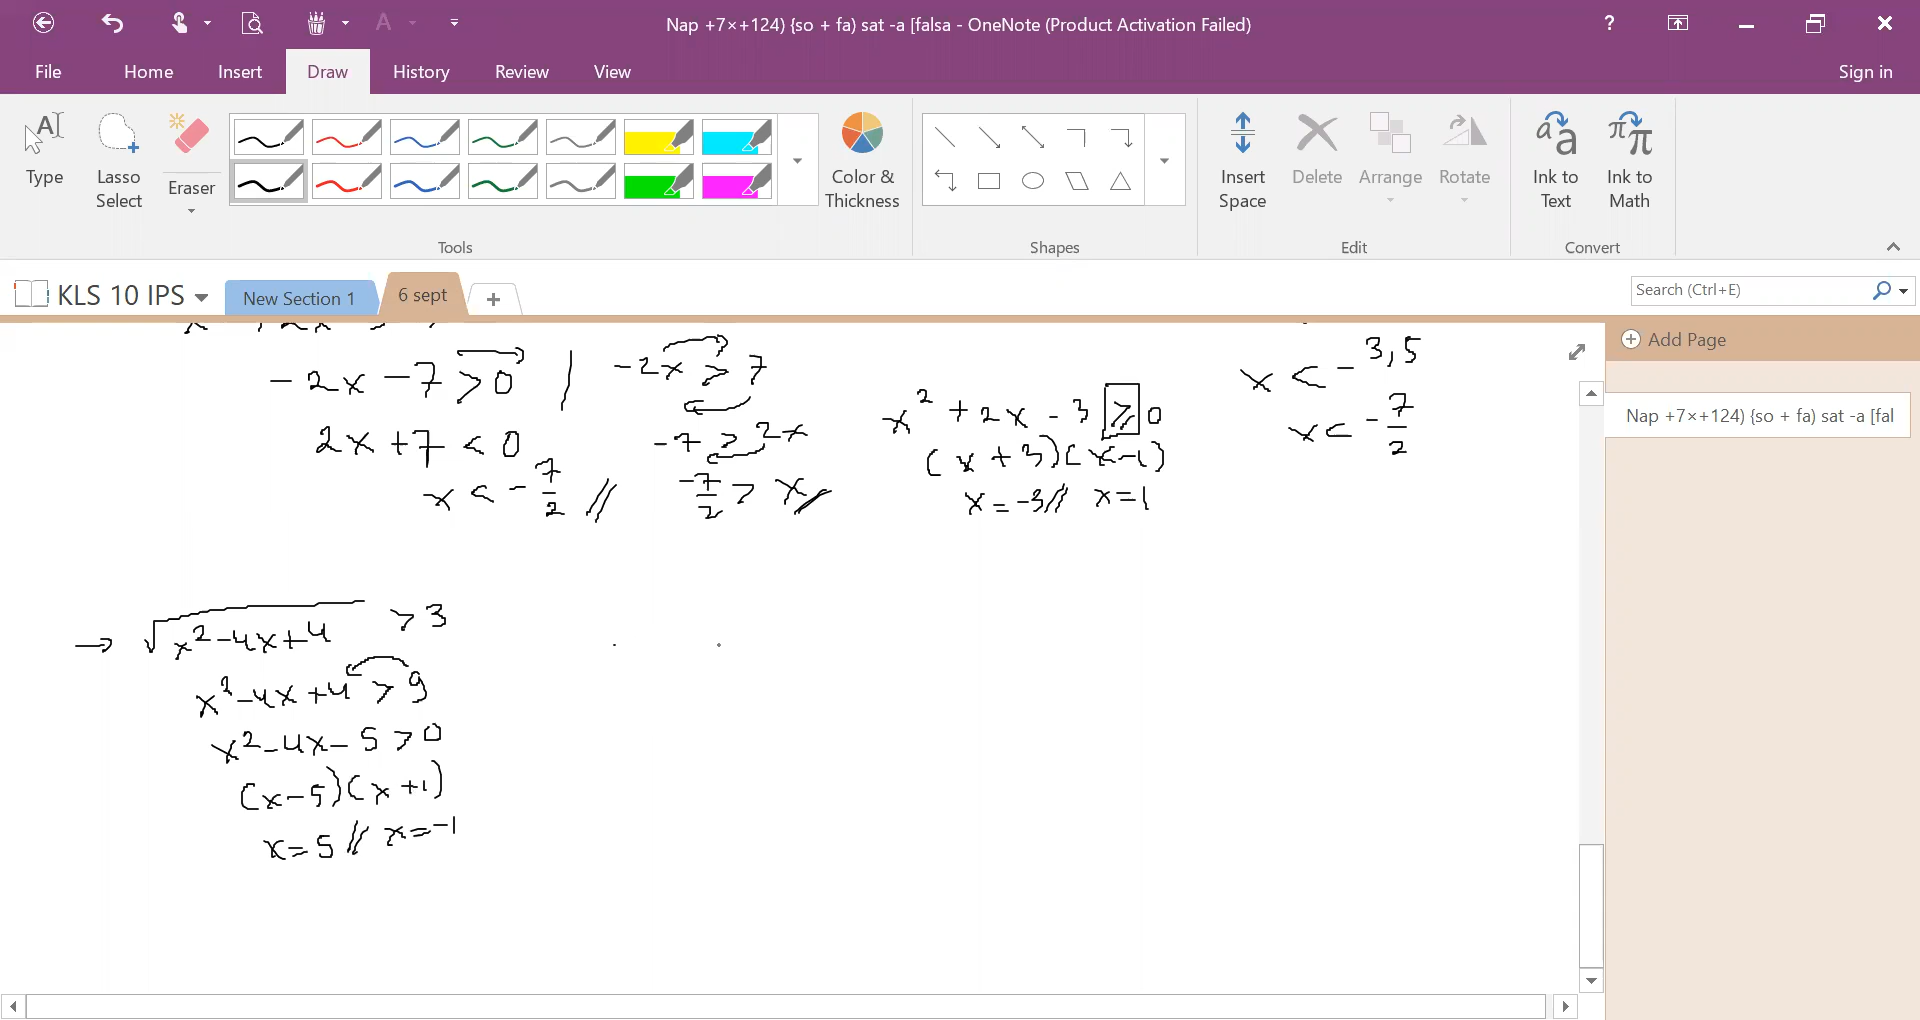 Nap +7×+124) {so + fa) sat -a [falsa - OneNote (Product Activation Failed)
?
File Home Insert Draw History Review View Sign in
Type
Lasso Select
Eraser
Color & Thickness
Insert Space
Delete
Arrange
Rotate
Ink to Text
Ink to Math
Tools Shapes Edit Convert
KLS 10 IPS
New Section 1
6 sept
+
Search (Ctrl+E)
Add Page
Nap +7×+124) {so + fa) sat -a [fal
-2x -7 > 0
2x +7 < 0
x < -7/2 //
-2x ≥ 7
-7 ≥ 2x
-7/2 > x //
x² + 2x - 3 ≥ 0
(x + 3)(x-1)
x = -3 // x=1
x < -3,5
x < -7/2
→ √x²-4x+4 > 3
x²-4x+4 > 9
x²-4x-5 > 0
(x-5)(x+1)
x=5 // x=-1